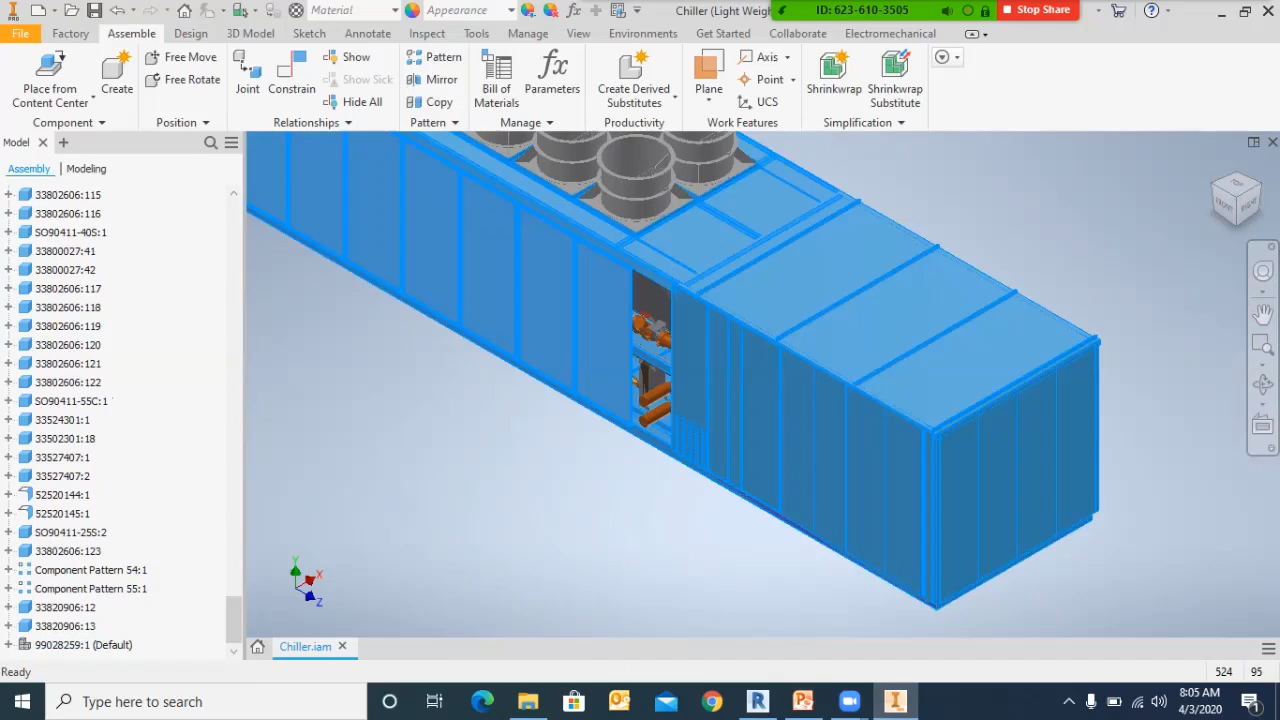 Material
Appearance
Chiller (Light Weigh
ID: 623-610-3505
Stop Share
File
Factory
Assemble
Design
3D Model
Sketch
Annotate
Inspect
Tools
Manage
View
Environments
Get Started
Collaborate
Electromechanical
Place from
Content Center
Create
Free Move
Free Rotate
Joint
Constrain
Show
Show Sick
Hide All
Pattern
Mirror
Copy
Bill of
Materials
fx
Parameters
Create Derived
Substitutes
Plane
Axis
Point
UCS
Shrinkwrap
Shrinkwrap
Substitute
Component
Position
Relationships
Pattern
Manage
Productivity
Work Features
Simplification
Model
Assembly
Modeling
33802606:115
33802606:116
SO90411-40S:1
33800027:41
33800027:42
33802606:117
33802606:118
33802606:119
33802606:120
33802606:121
33802606:122
SO90411-55C:1
33524301:1
33502301:18
33527407:1
33527407:2
52520144:1
52520145:1
SO90411-25S:2
33802606:123
Component Pattern 54:1
Component Pattern 55:1
33820906:12
33820906:13
99028259:1 (Default)
TOP
FRONT
RIGHT
Y
X
Z
Chiller.iam
Ready
524
95
Type here to search
8:05 AM
4/3/2020